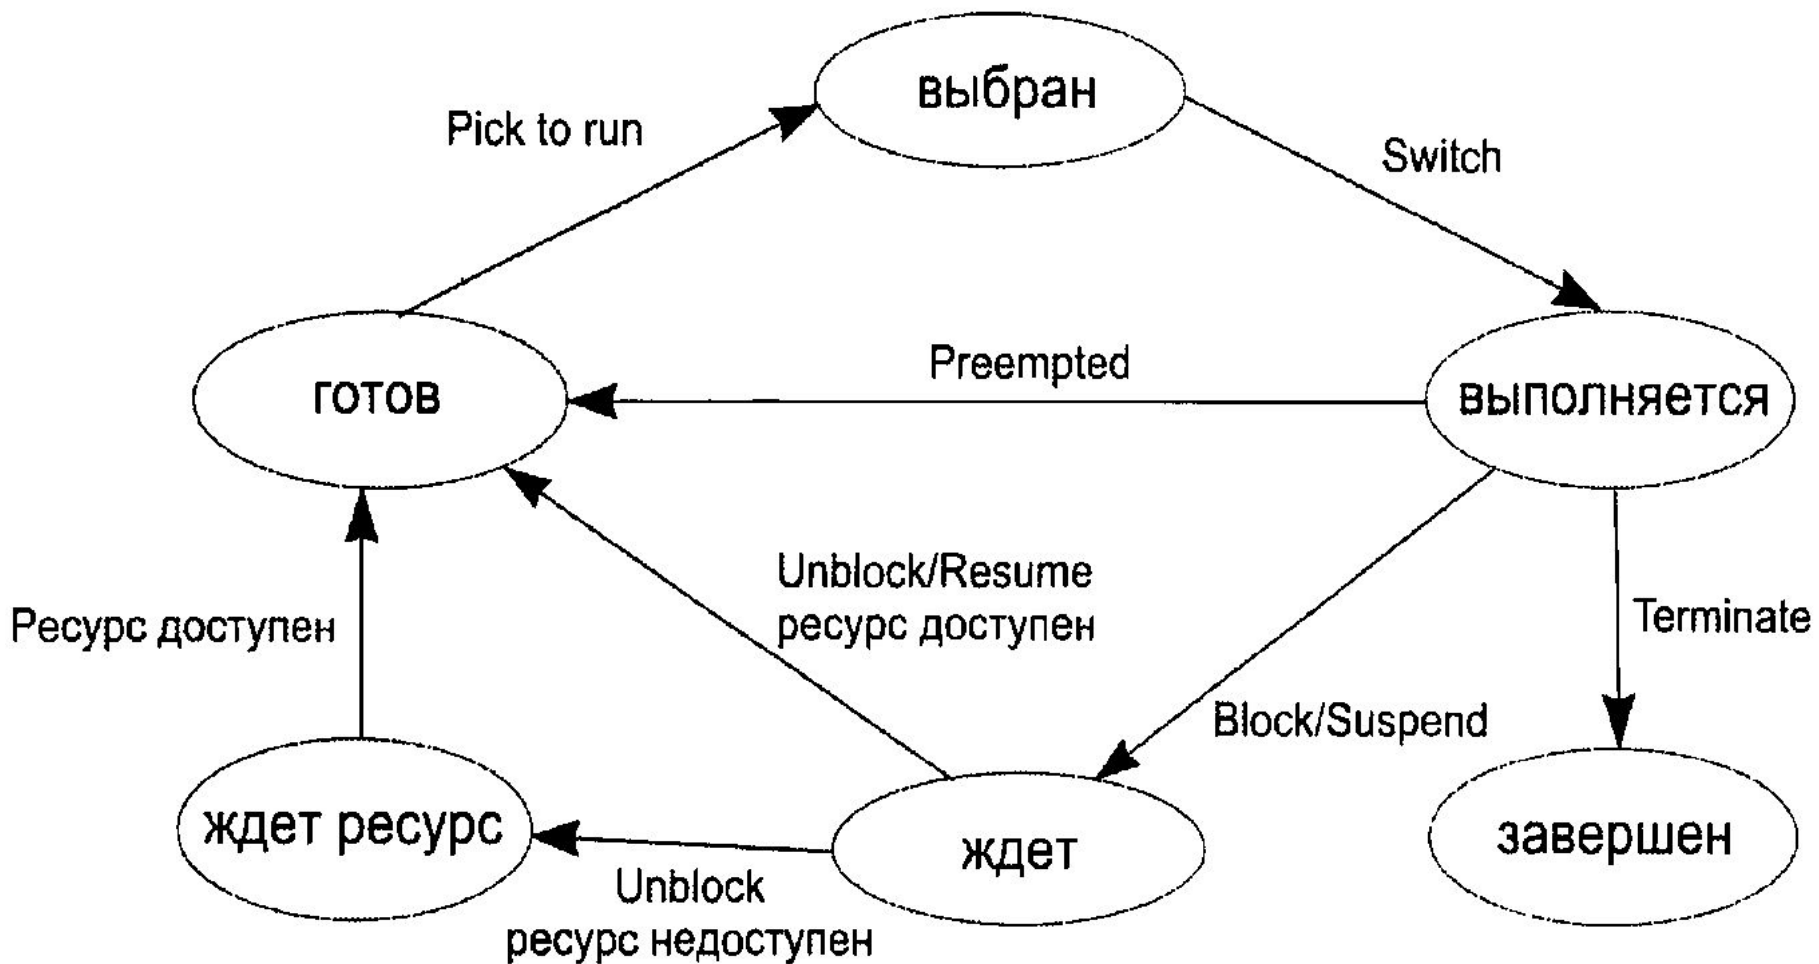 выбран
Pick to run
Switch
Preempted
готов
выполняется
Unblock/Resume
ресурс доступен
Ресурс доступен
Terminate
Block/Suspend
ждет ресурс
ждет
завершен
Unblock
ресурс недоступен